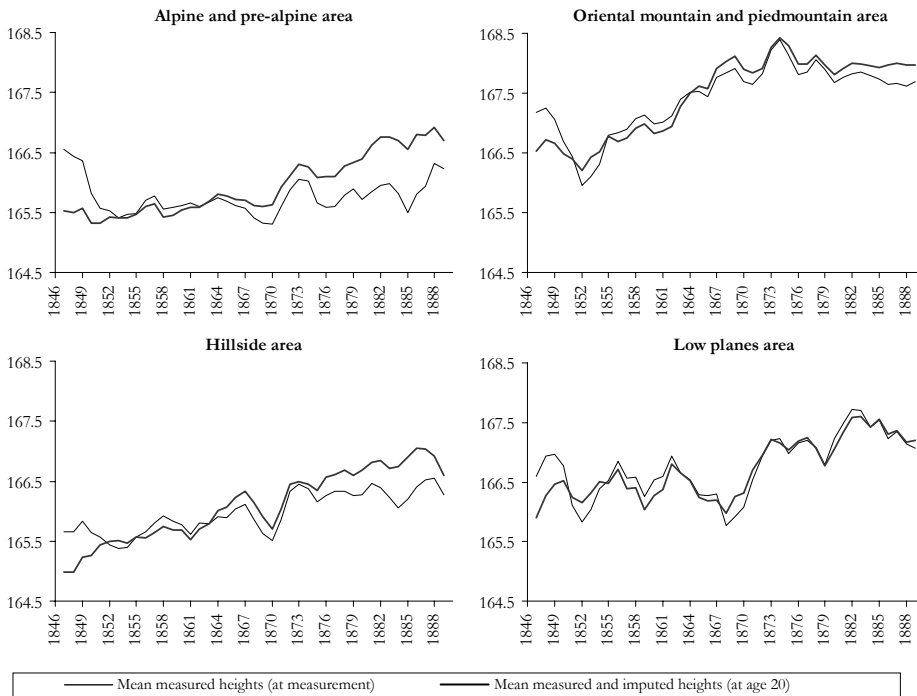 Alpine and pre-alpine area
168.5
167.5
166.5
165.5
164.5
1846 1849 1852 1855 1858 1861 1864 1867 1870 1873 1876 1879 1882 1885 1888
Oriental mountain and piedmountain area
168.5
167.5
166.5
165.5
164.5
1846 1849 1852 1855 1858 1861 1864 1867 1870 1873 1876 1879 1882 1885 1888
Hillside area
168.5
167.5
166.5
165.5
164.5
1846 1849 1852 1855 1858 1861 1864 1867 1870 1873 1876 1879 1882 1885 1888
Low planes area
168.5
167.5
166.5
165.5
164.5
1846 1849 1852 1855 1858 1861 1864 1867 1870 1873 1876 1879 1882 1885 1888
Mean measured heights (at measurement)
Mean measured and imputed heights (at age 20)